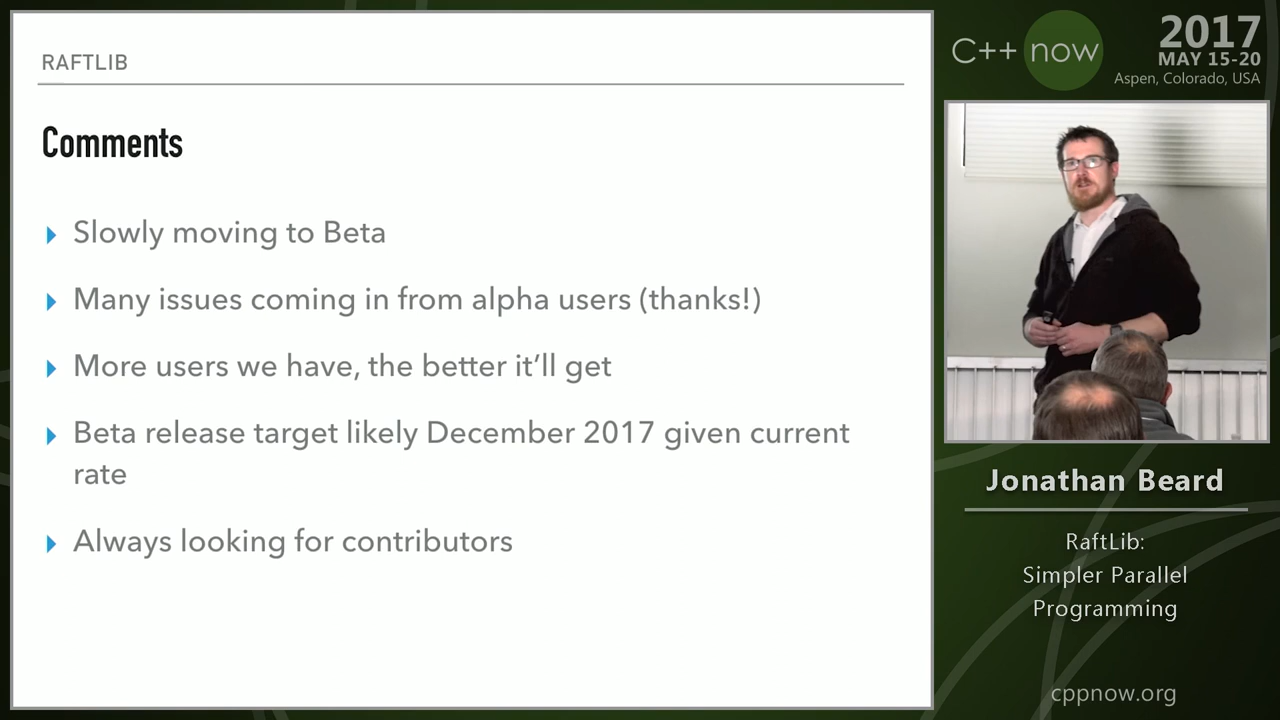 RAFTLIB
Comments
Slowly moving to Beta
Many issues coming in from alpha users (thanks!)
More users we have, the better it’ll get
Beta release target likely December 2017 given current
rate
Always looking for contributors
C++ now
2017
MAY 15-20
Aspen, Colorado, USA
Jonathan Beard
RaftLib:
Simpler Parallel
Programming
cppnow.org